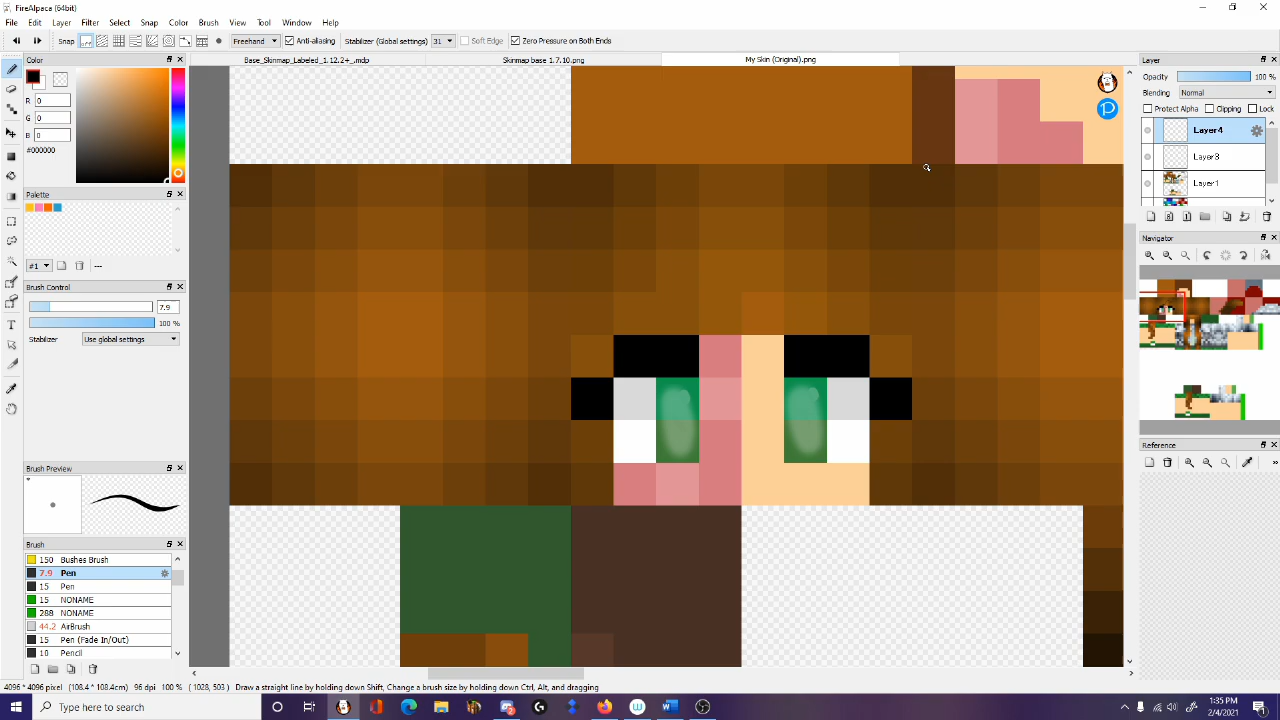 FireAlpaca (64bit)
File Edit Layer Filter Select Snap Color Brush View Tool Window Help
Snap Freehand Anti-aliasing Stabilizer (Global settings) 31 Soft Edge Zero Pressure on Both Ends
Color
Base_Skinmap_Labeled_1.12.2+_.mdp Skinmap base 1.7.10.png My Skin (Original).png
Layer
R 0
G 0
B 0
#000000
Opacity 100 %
Blending Normal
Protect Alpha Clipping Lock
Layer4
Layer3
Layer1
Palette
#1 ---
Navigator
Brush Control
7.9
100 %
Stabilizer Use global settings
Reference
Brush Preview
Brush
150 Bushes Brush
7.9 Pen
15 Pen
15 NONAME
288 NONAME
44.2 AirBrush
15 Pen (Fade In/Out)
10 Pencil
4096 * 4096 pixel (108.4 * 108.4cm) 96 dpi 100 % ( 1028, 503) Draw a straight line by holding down Shift, Change a brush size by holding down Ctrl, Alt, and dragging
Type here to search
1:35 PM
2/4/2021